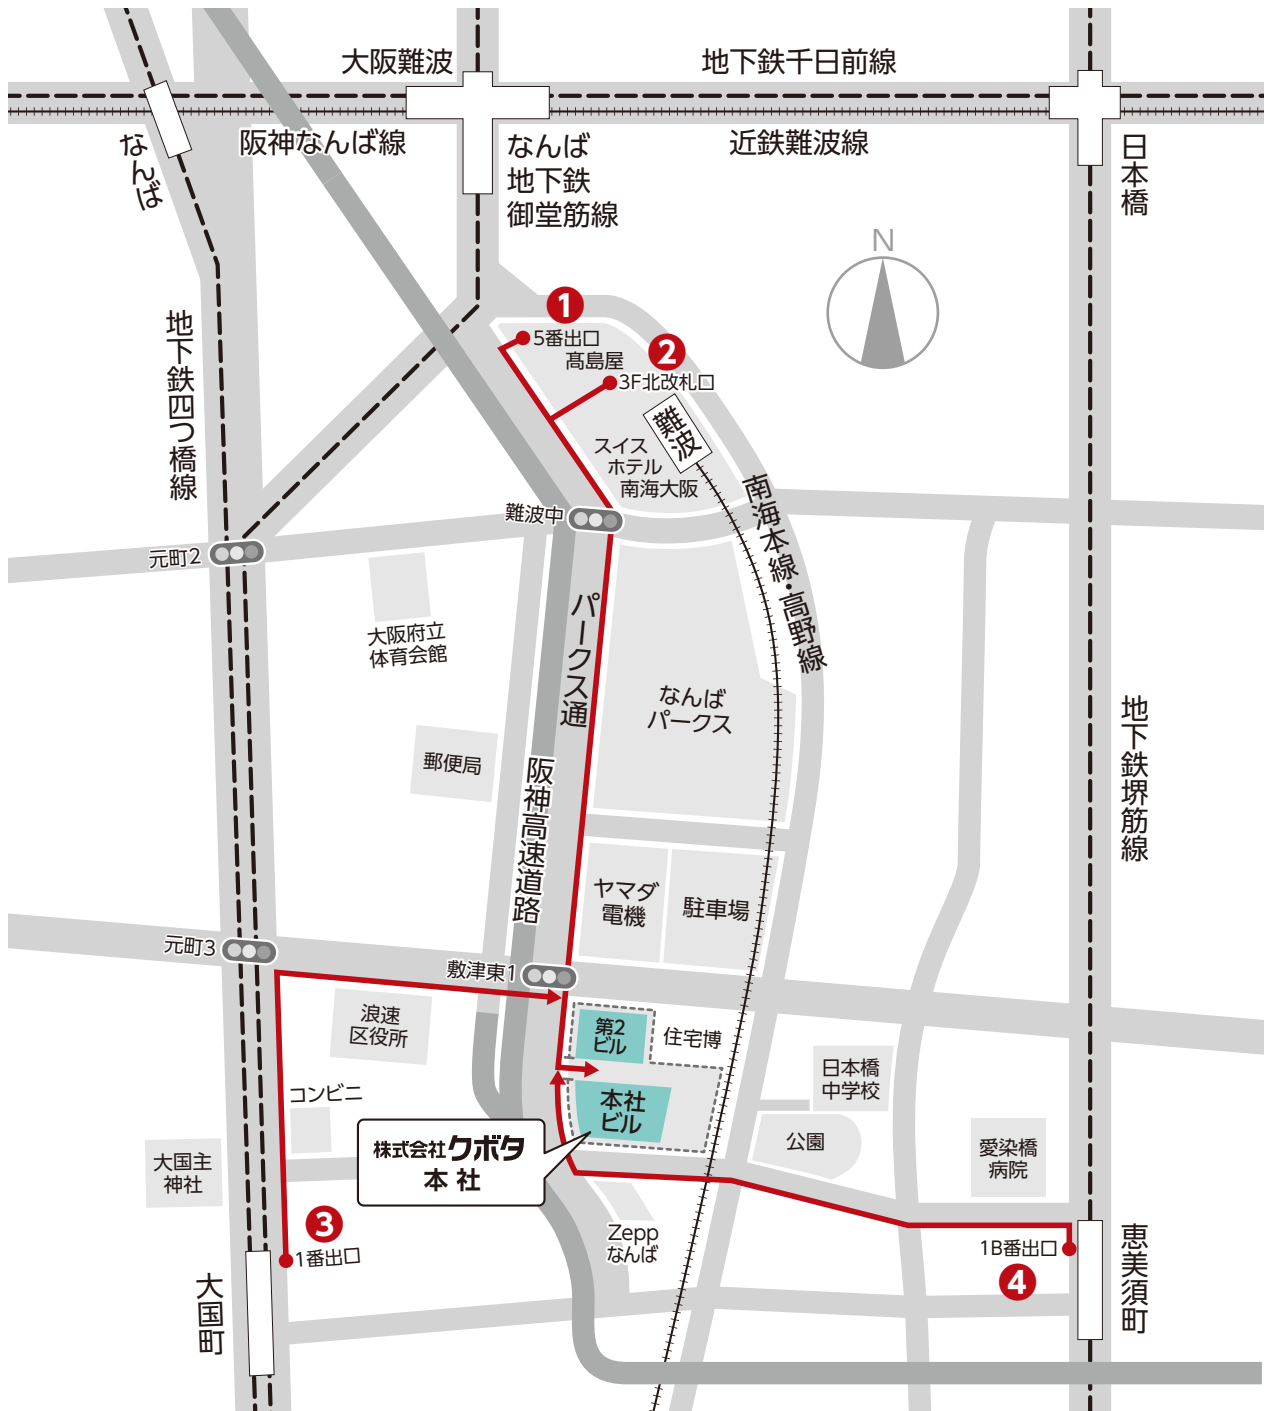 大阪難波
地下鉄千日前線
なんば
阪神なんば線
なんば
地下鉄
御堂筋線
近鉄難波線
日本橋
N
地下鉄四つ橋線
1
5番出口
髙島屋
2
3F北改札口
難波
スイス
ホテル
南海大阪
南海本線・高野線
難波中
元町2
大阪府立
体育会館
パークス通
なんば
パークス
郵便局
阪神高速道路
地下鉄堺筋線
ヤマダ
電機
駐車場
元町3
敷津東1
浪速
区役所
第2
ビル
住宅博
日本橋
中学校
コンビニ
本社
ビル
公園
株式会社クボタ
本社
大国主
神社
愛染橋
病院
3
1番出口
Zepp
なんば
1B番出口
4
大国町
恵美須町